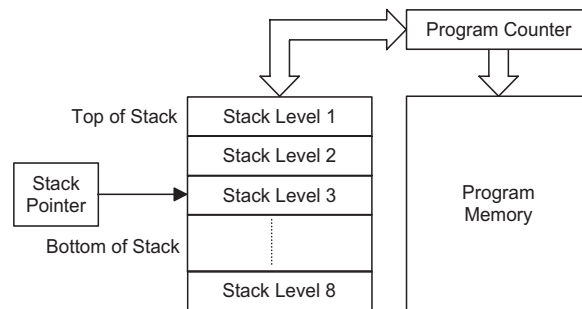 Program Counter
Top of Stack
Stack Level 1
Stack Level 2
Stack
Pointer
Stack Level 3
Program
Memory
Bottom of Stack
Stack Level 8